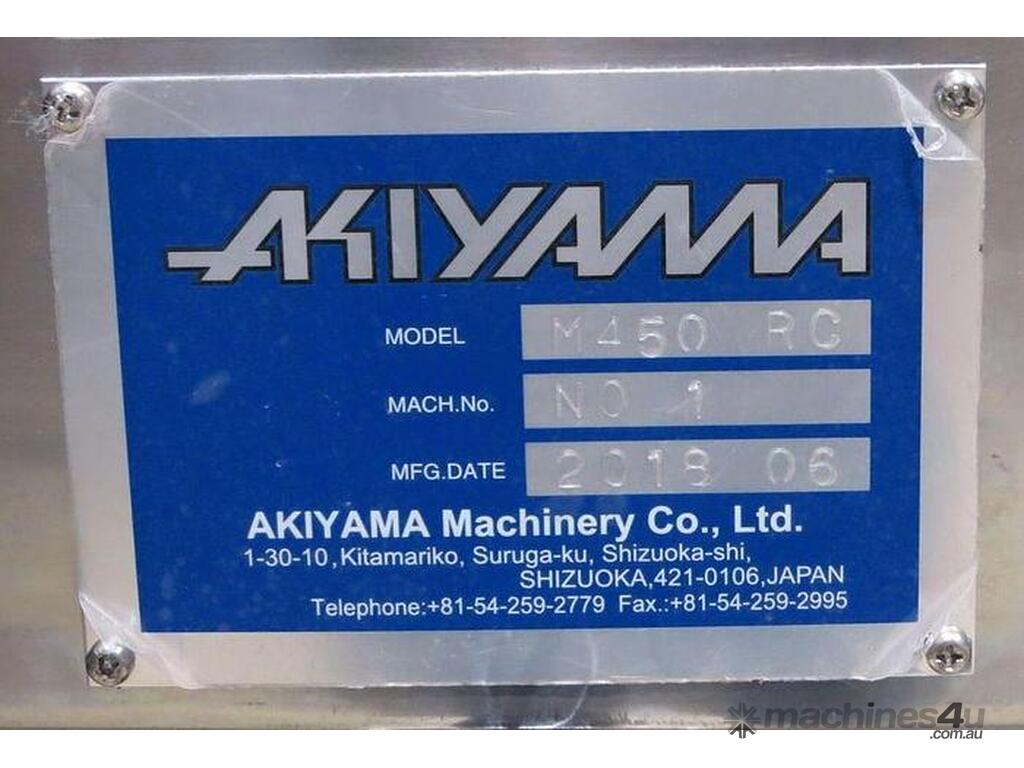 AKIYAMA
MODEL M450 RC
MACH.No. NO 1
MFG.DATE 2018 06
AKIYAMA Machinery Co., Ltd.
1-30-10, Kitamariko, Suruga-ku, Shizuoka-shi,
SHIZUOKA,421-0106,JAPAN
Telephone:+81-54-259-2779 Fax.:+81-54-259-2995
machines4u
.com.au